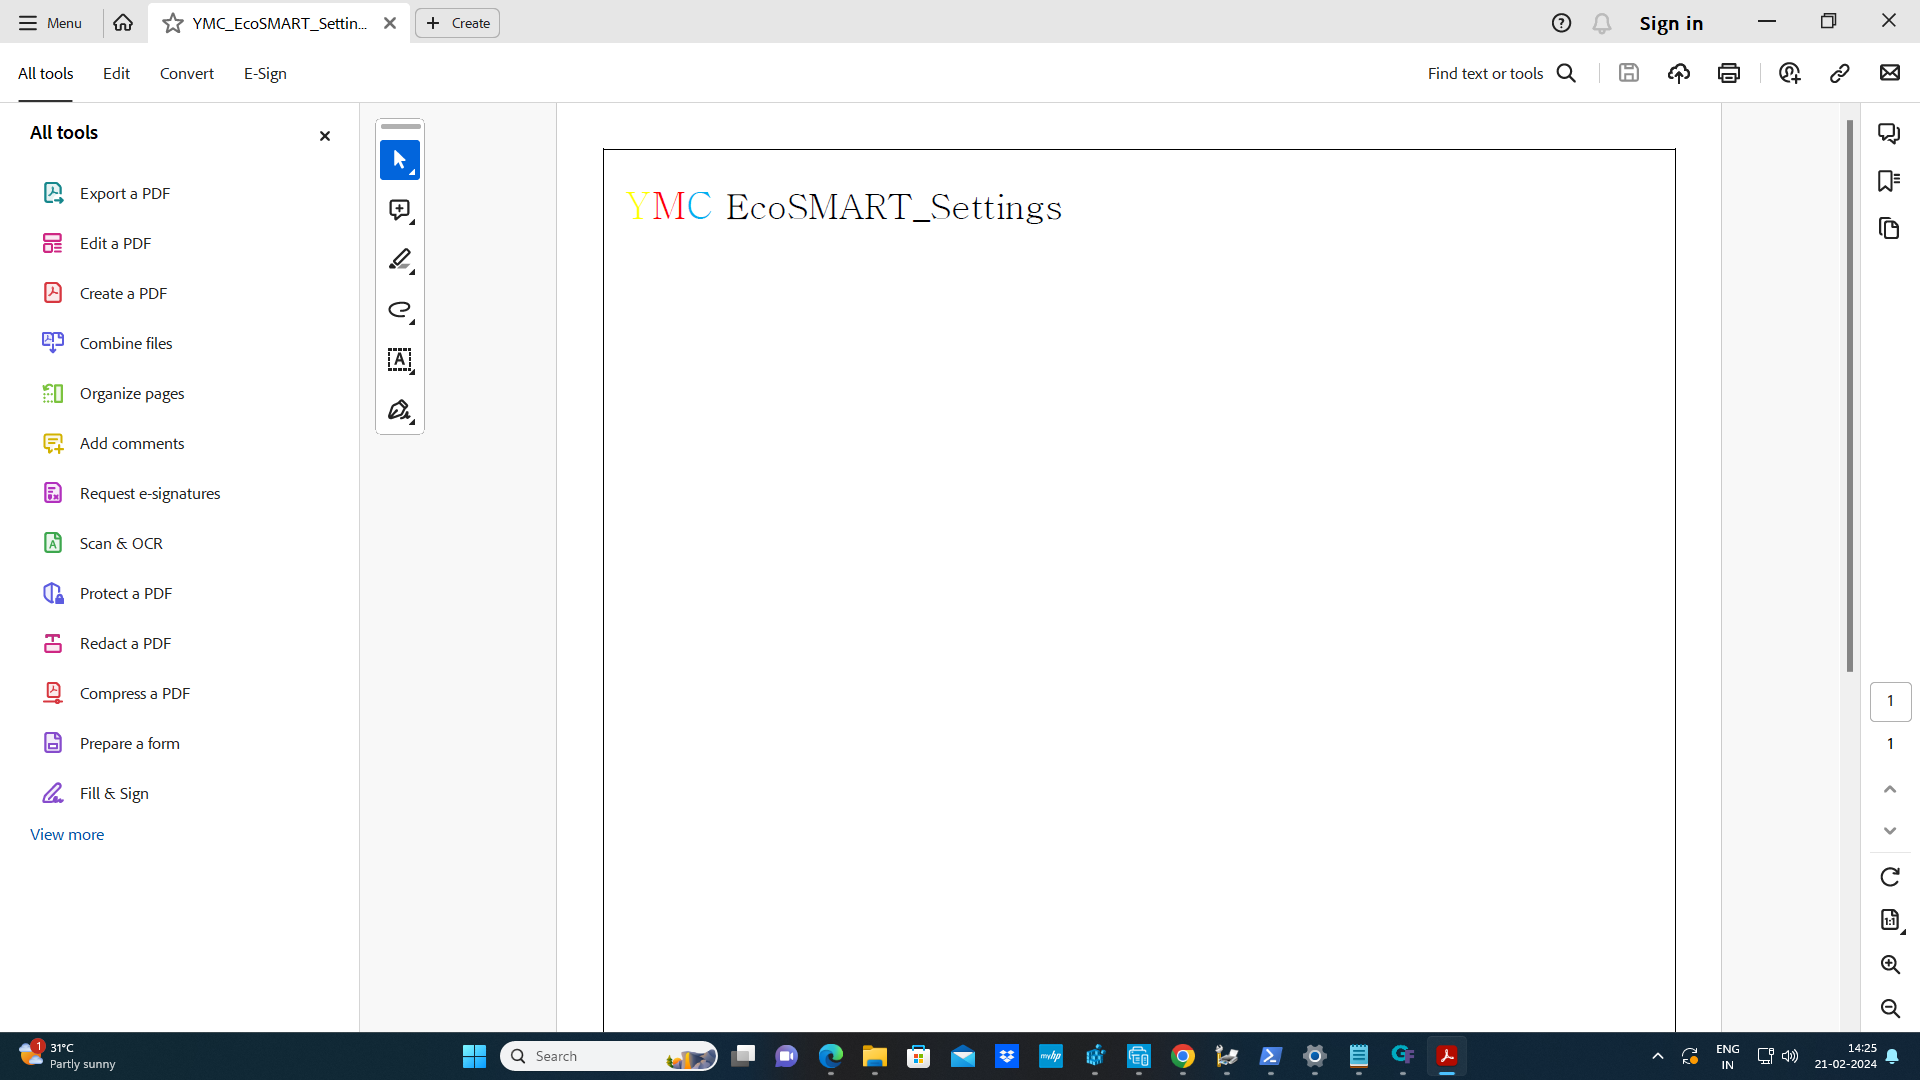 Menu
YMC_EcoSMART_Settin...
Create
Sign in
All tools
Edit
Convert
E-Sign
Find text or tools
All tools
Export a PDF
Edit a PDF
Create a PDF
Combine files
Organize pages
Add comments
Request e-signatures
Scan & OCR
Protect a PDF
Redact a PDF
Compress a PDF
Prepare a form
Fill & Sign
View more
YMC EcoSMART_Settings
1
1
1
31°C
Partly sunny
Search
myhp
ENG
IN
14:25
21-02-2024